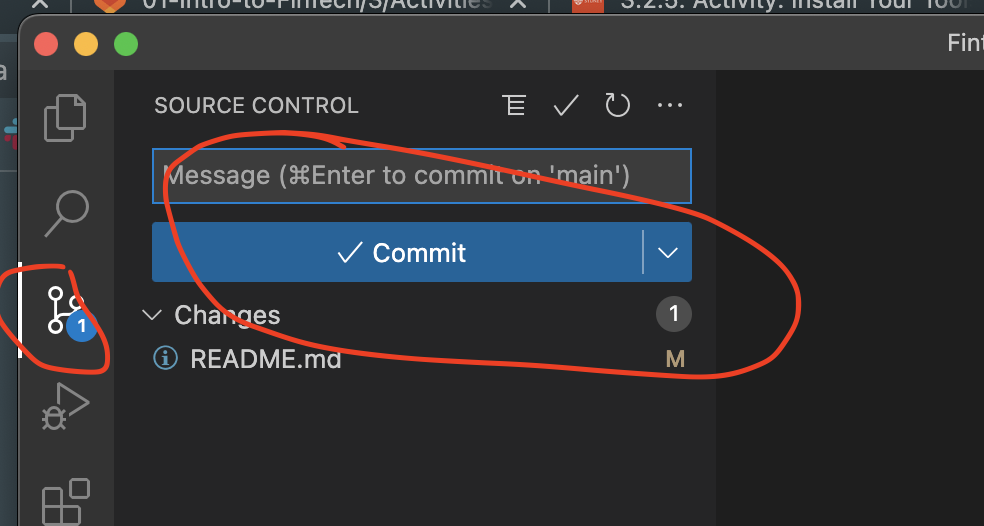 01-Intro-to-FinTech/3/Activities
3.2.5. Activity: Install Your Tool
Fint
SOURCE CONTROL
Message (⌘Enter to commit on 'main')
Commit
1
Changes
1
README.md
M